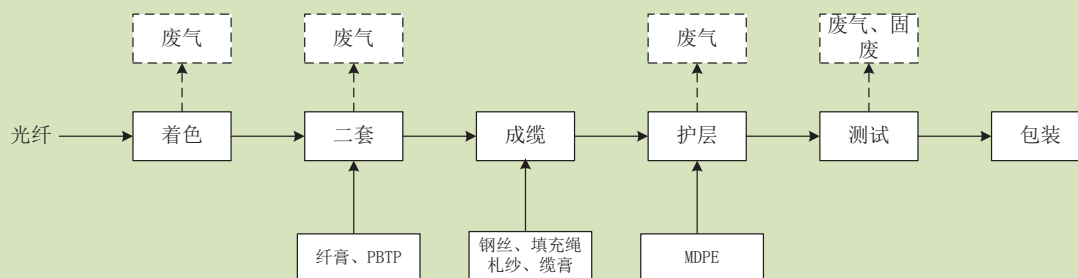 废气
废气
废气
废气、固
废
光纤
着色
二套
成缆
护层
测试
包装
纤膏、PBTP
钢丝、填充绳
札纱、缆膏
MDPE